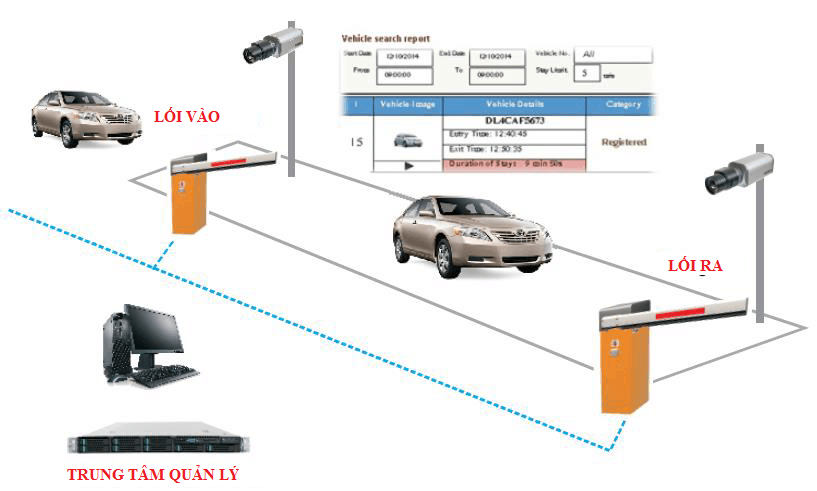 Vehicle search report
Start Date 12/10/2014 End Date 12/10/2014 Vehicle No. All
From 09:00:00 To 09:00:00 Stay Limit. 5 min
LỐI VÀO
1 Vehicle Image Vehicle Details Category
DL4CAF5673
15 Entry Time: 12:40:45 Registered
Exit Time: 12:50:35
Duration of Stay: 9 min 50s
LỐI RA
TRUNG TÂM QUẢN LÝ